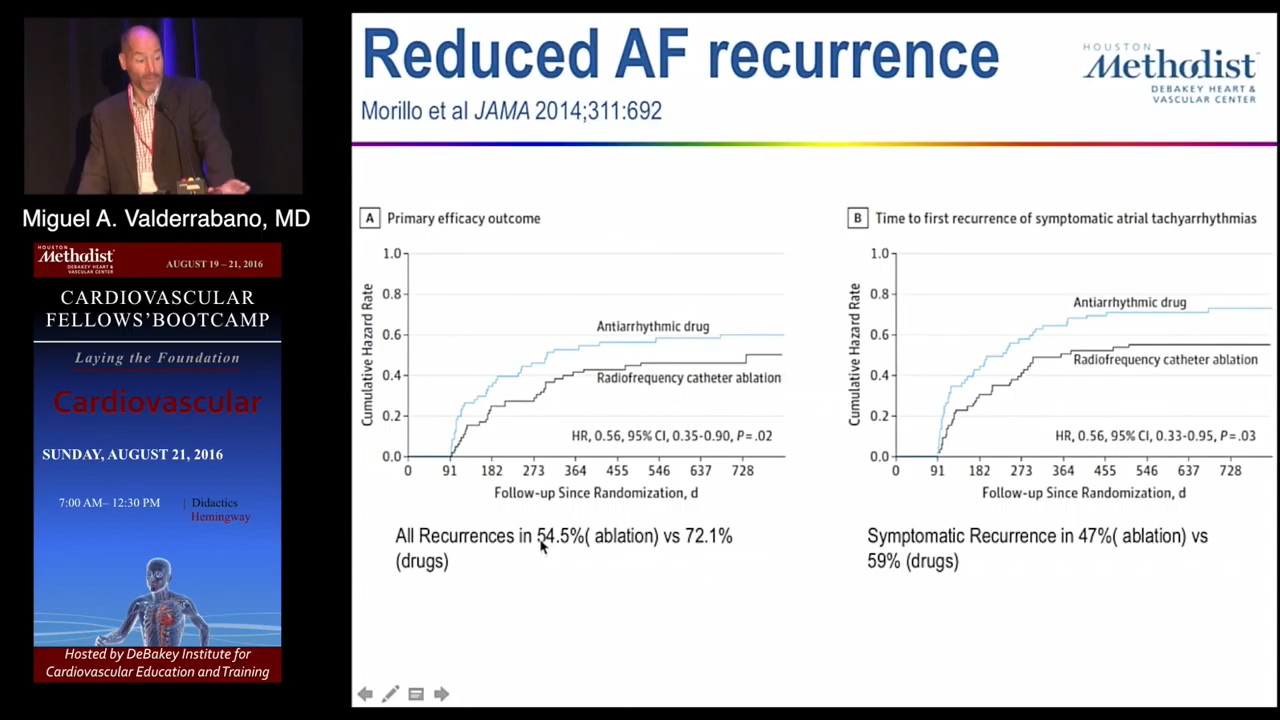 Reduced AF recurrence
Morillo et al JAMA 2014;311:692
HOUSTON
Methodist
DEBAKEY HEART &
VASCULAR CENTER
Miguel A. Valderrabano, MD
HOUSTON
Methodist
DEBAKEY HEART &
VASCULAR CENTER
AUGUST 19 – 21, 2016
CARDIOVASCULAR
FELLOWS’BOOTCAMP
Laying the Foundation
Cardiovascular
SUNDAY, AUGUST 21, 2016
7:00 AM– 12:30 PM | Didactics
Hemingway
Hosted by DeBakey Institute for
Cardiovascular Education and Training
A Primary efficacy outcome
Cumulative Hazard Rate
1.0
0.8
0.6
0.4
0.2
0.0
Antiarrhythmic drug
Radiofrequency catheter ablation
HR, 0.56, 95% CI, 0.35-0.90, P = .02
0 91 182 273 364 455 546 637 728
Follow-up Since Randomization, d
All Recurrences in 54.5%( ablation) vs 72.1%
(drugs)
B Time to first recurrence of symptomatic atrial tachyarrhythmias
Cumulative Hazard Rate
1.0
0.8
0.6
0.4
0.2
0.0
Antiarrhythmic drug
Radiofrequency catheter ablation
HR, 0.56, 95% CI, 0.33-0.95, P = .03
0 91 182 273 364 455 546 637 728
Follow-up Since Randomization, d
Symptomatic Recurrence in 47%( ablation) vs
59% (drugs)